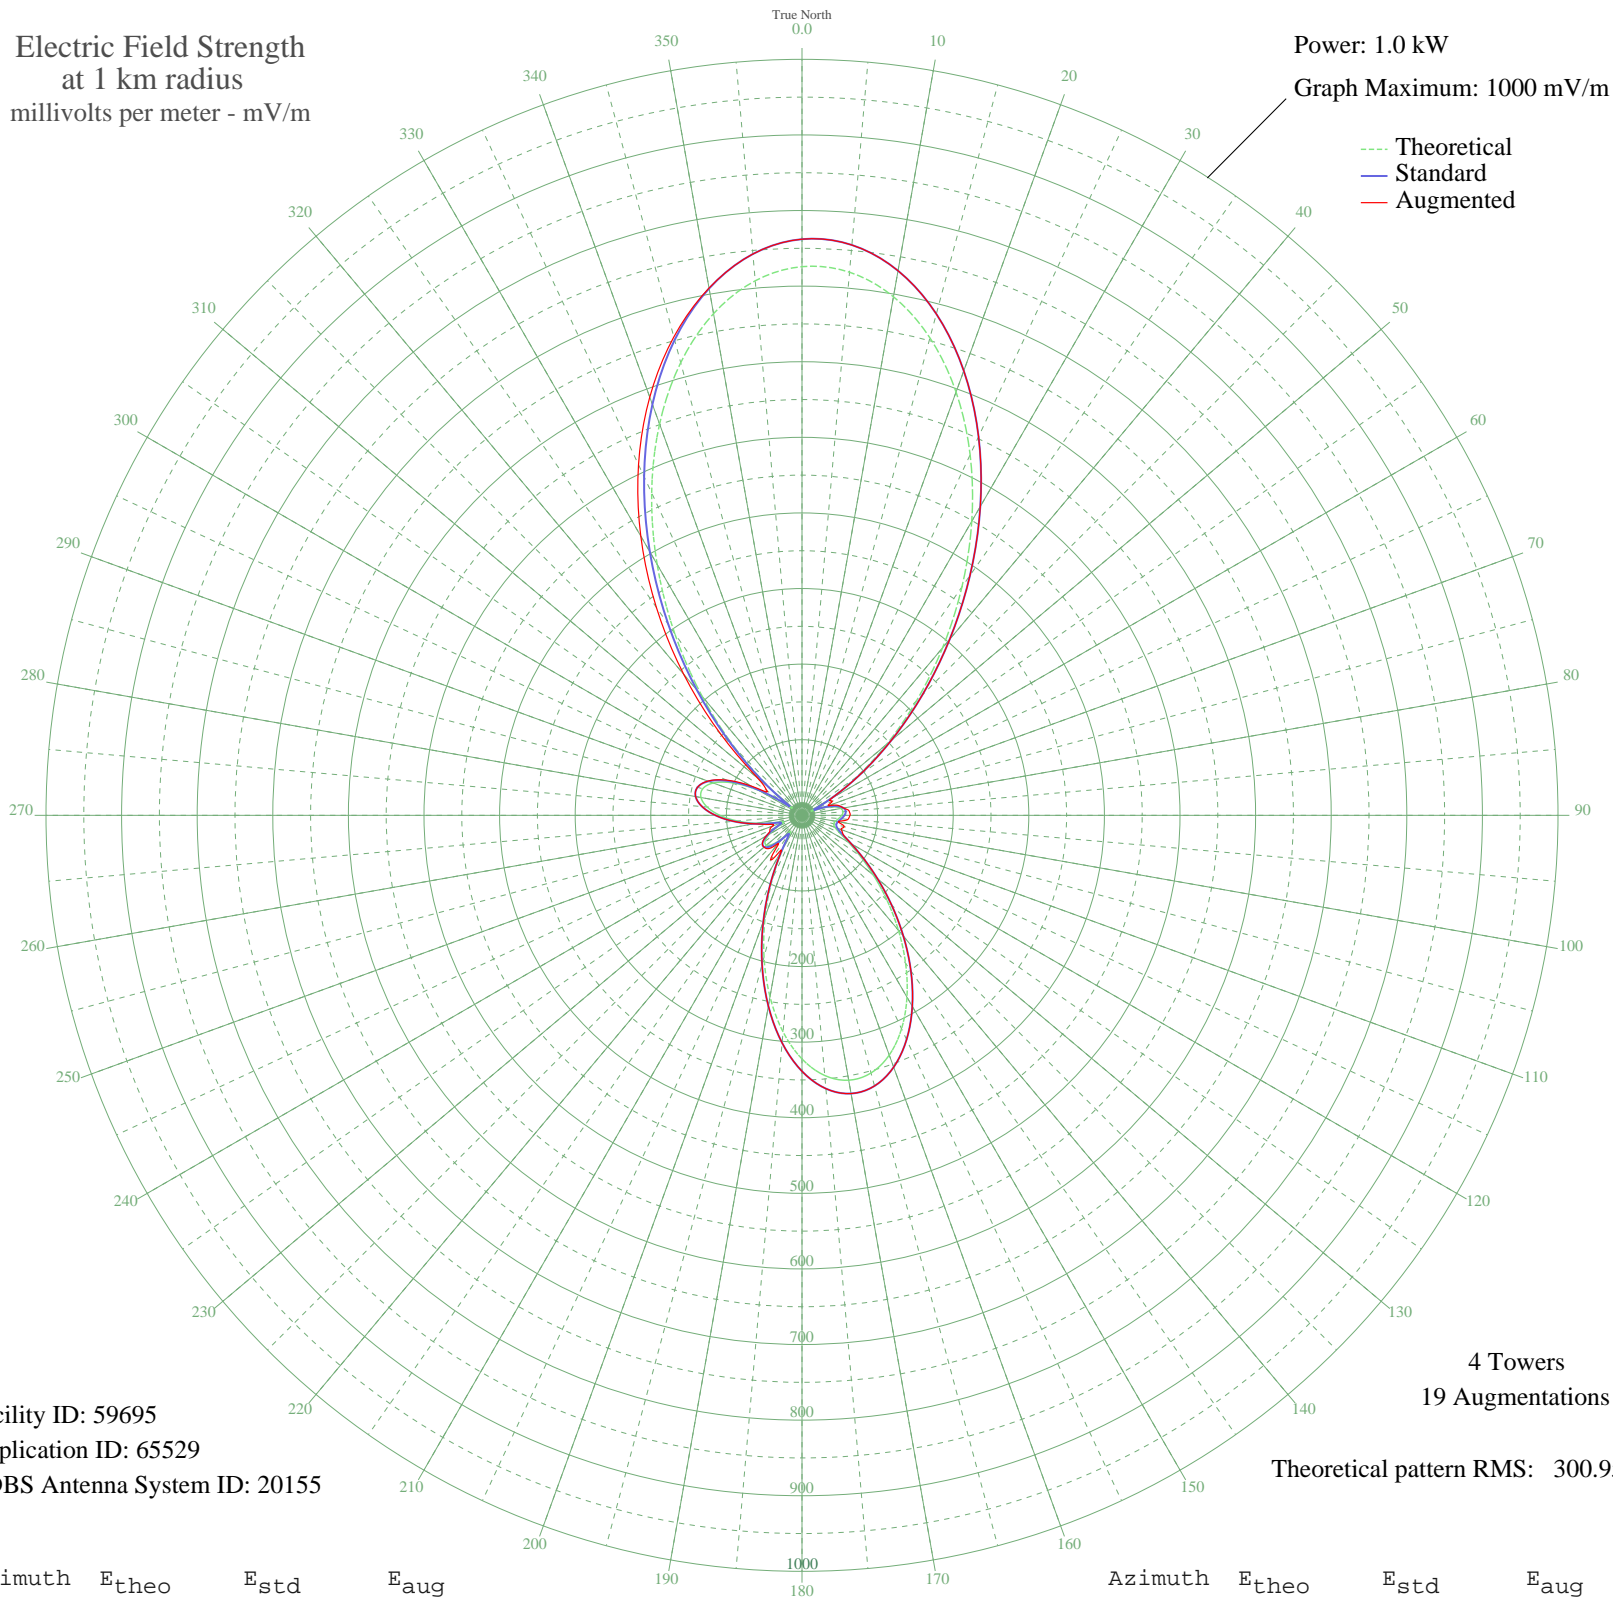 True North
0.0
Electric Field Strength
at 1 km radius
millivolts per meter - mV/m
Power: 1.0 kW
Graph Maximum: 1000 mV/m
Theoretical
Standard
Augmented
10
20
30
40
50
60
70
80
90
100
110
120
130
140
150
160
170
180
190
200
210
220
230
240
250
260
270
280
290
300
310
320
330
340
350
200
300
400
500
600
700
800
900
1000
4 Towers
19 Augmentations
Theoretical pattern RMS: 300.9
cility ID: 59695
plication ID: 65529
DBS Antenna System ID: 20155
imuth Etheo Estd Eaug
Azimuth Etheo Estd Eaug